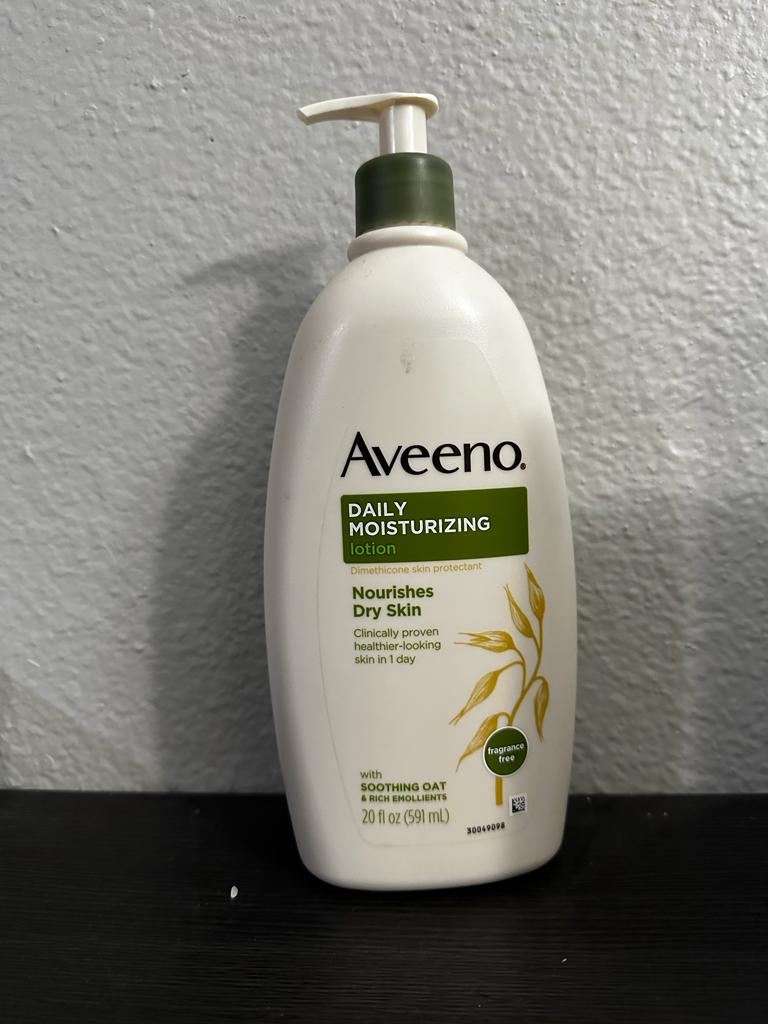 Aveeno®
DAILY
MOISTURIZING
lotion
Dimethicone skin protectant
Nourishes
Dry Skin
Clinically proven
healthier-looking
skin in 1 day
fragrance
free
with
SOOTHING OAT
& RICH EMOLLIENTS
20 fl oz (591 mL)
30049098